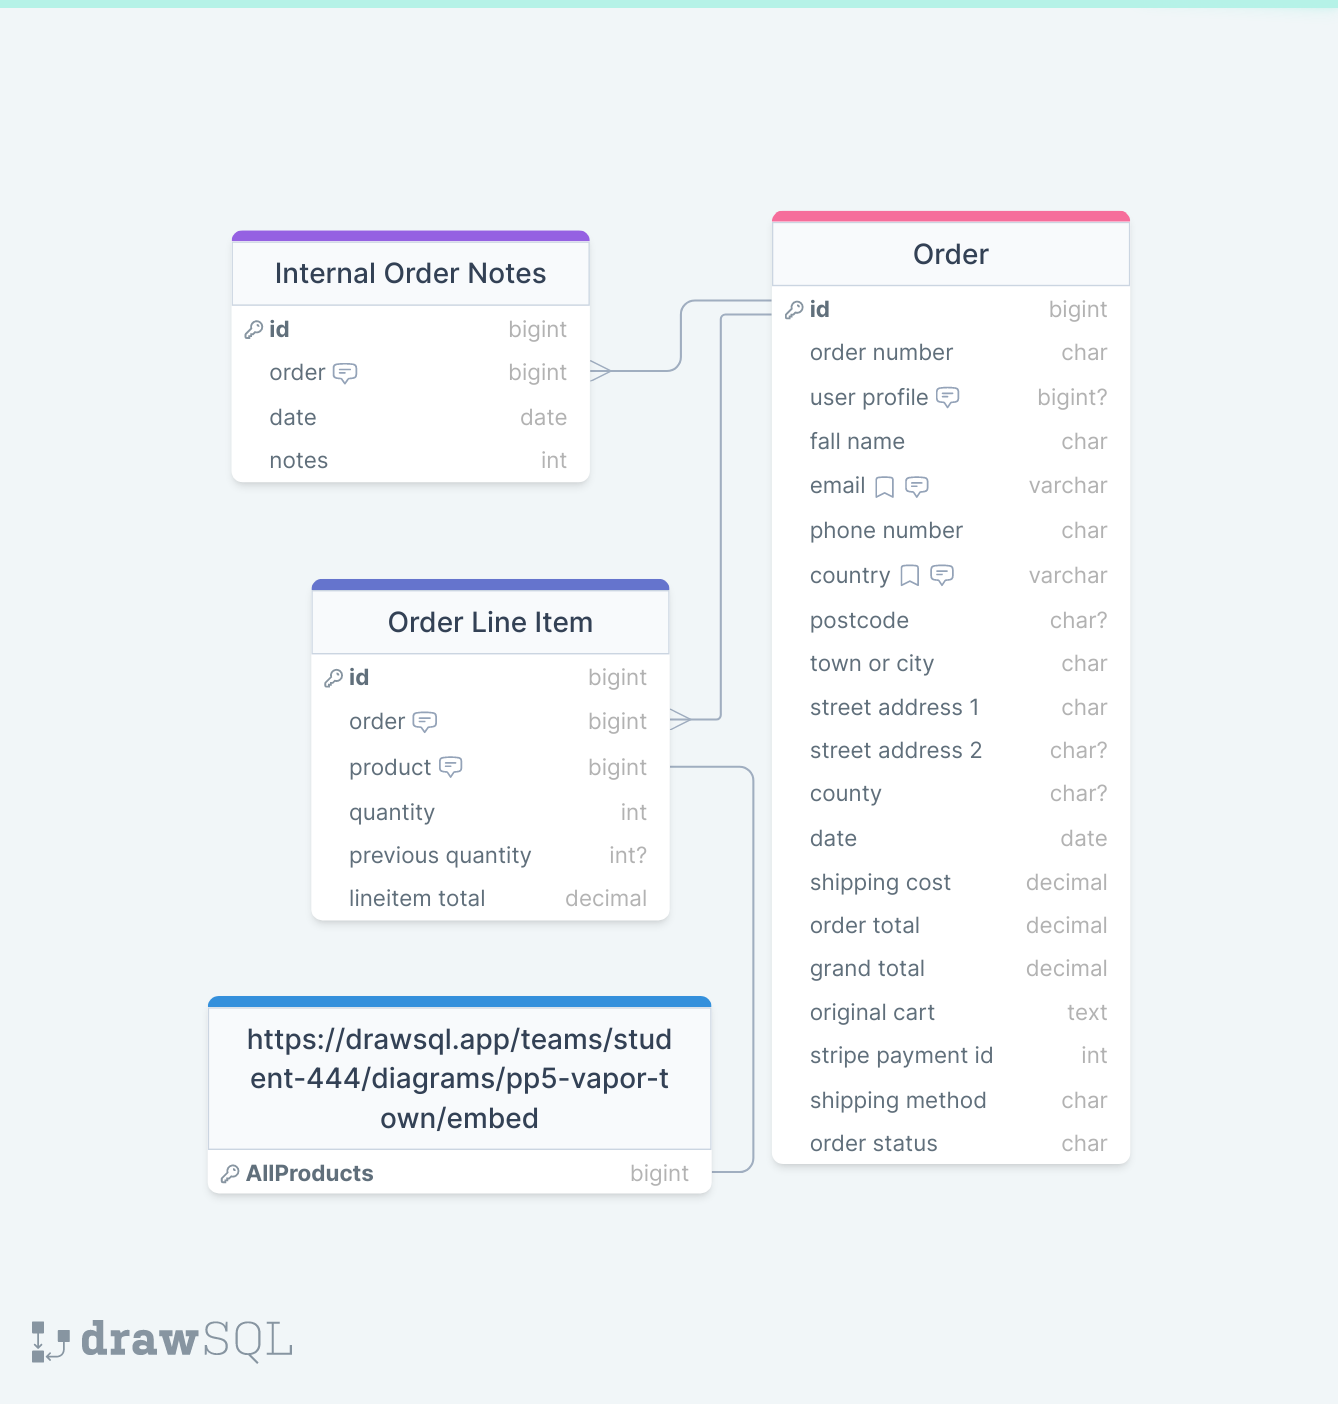 Internal Order Notes
id bigint
order bigint
date date
notes int
Order
id bigint
order number char
user profile bigint?
fall name char
email varchar
phone number char
country varchar
postcode char?
town or city char
street address 1 char
street address 2 char?
county char?
date date
shipping cost decimal
order total decimal
grand total decimal
original cart text
stripe payment id int
shipping method char
order status char
Order Line Item
id bigint
order bigint
product bigint
quantity int
previous quantity int?
lineitem total decimal
https://drawsql.app/teams/stud
ent-444/diagrams/pp5-vapor-t
own/embed
AllProducts bigint
drawSQL